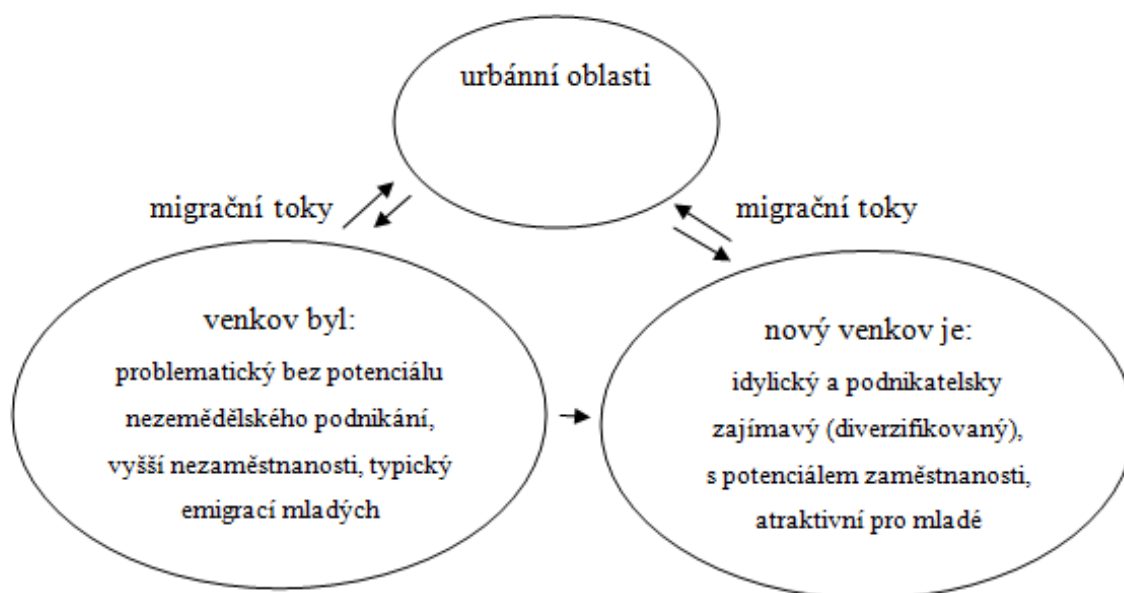 urbánní oblasti
migrační toky
migrační toky
venkov byl:
problematický bez potenciálu
nezemědělského podnikání,
vyšší nezaměstnanosti, typický
emigrací mladých
nový venkov je:
idylický a podnikatelsky
zajímavý (diverzifikovaný),
s potenciálem zaměstnanosti,
atraktivní pro mladé